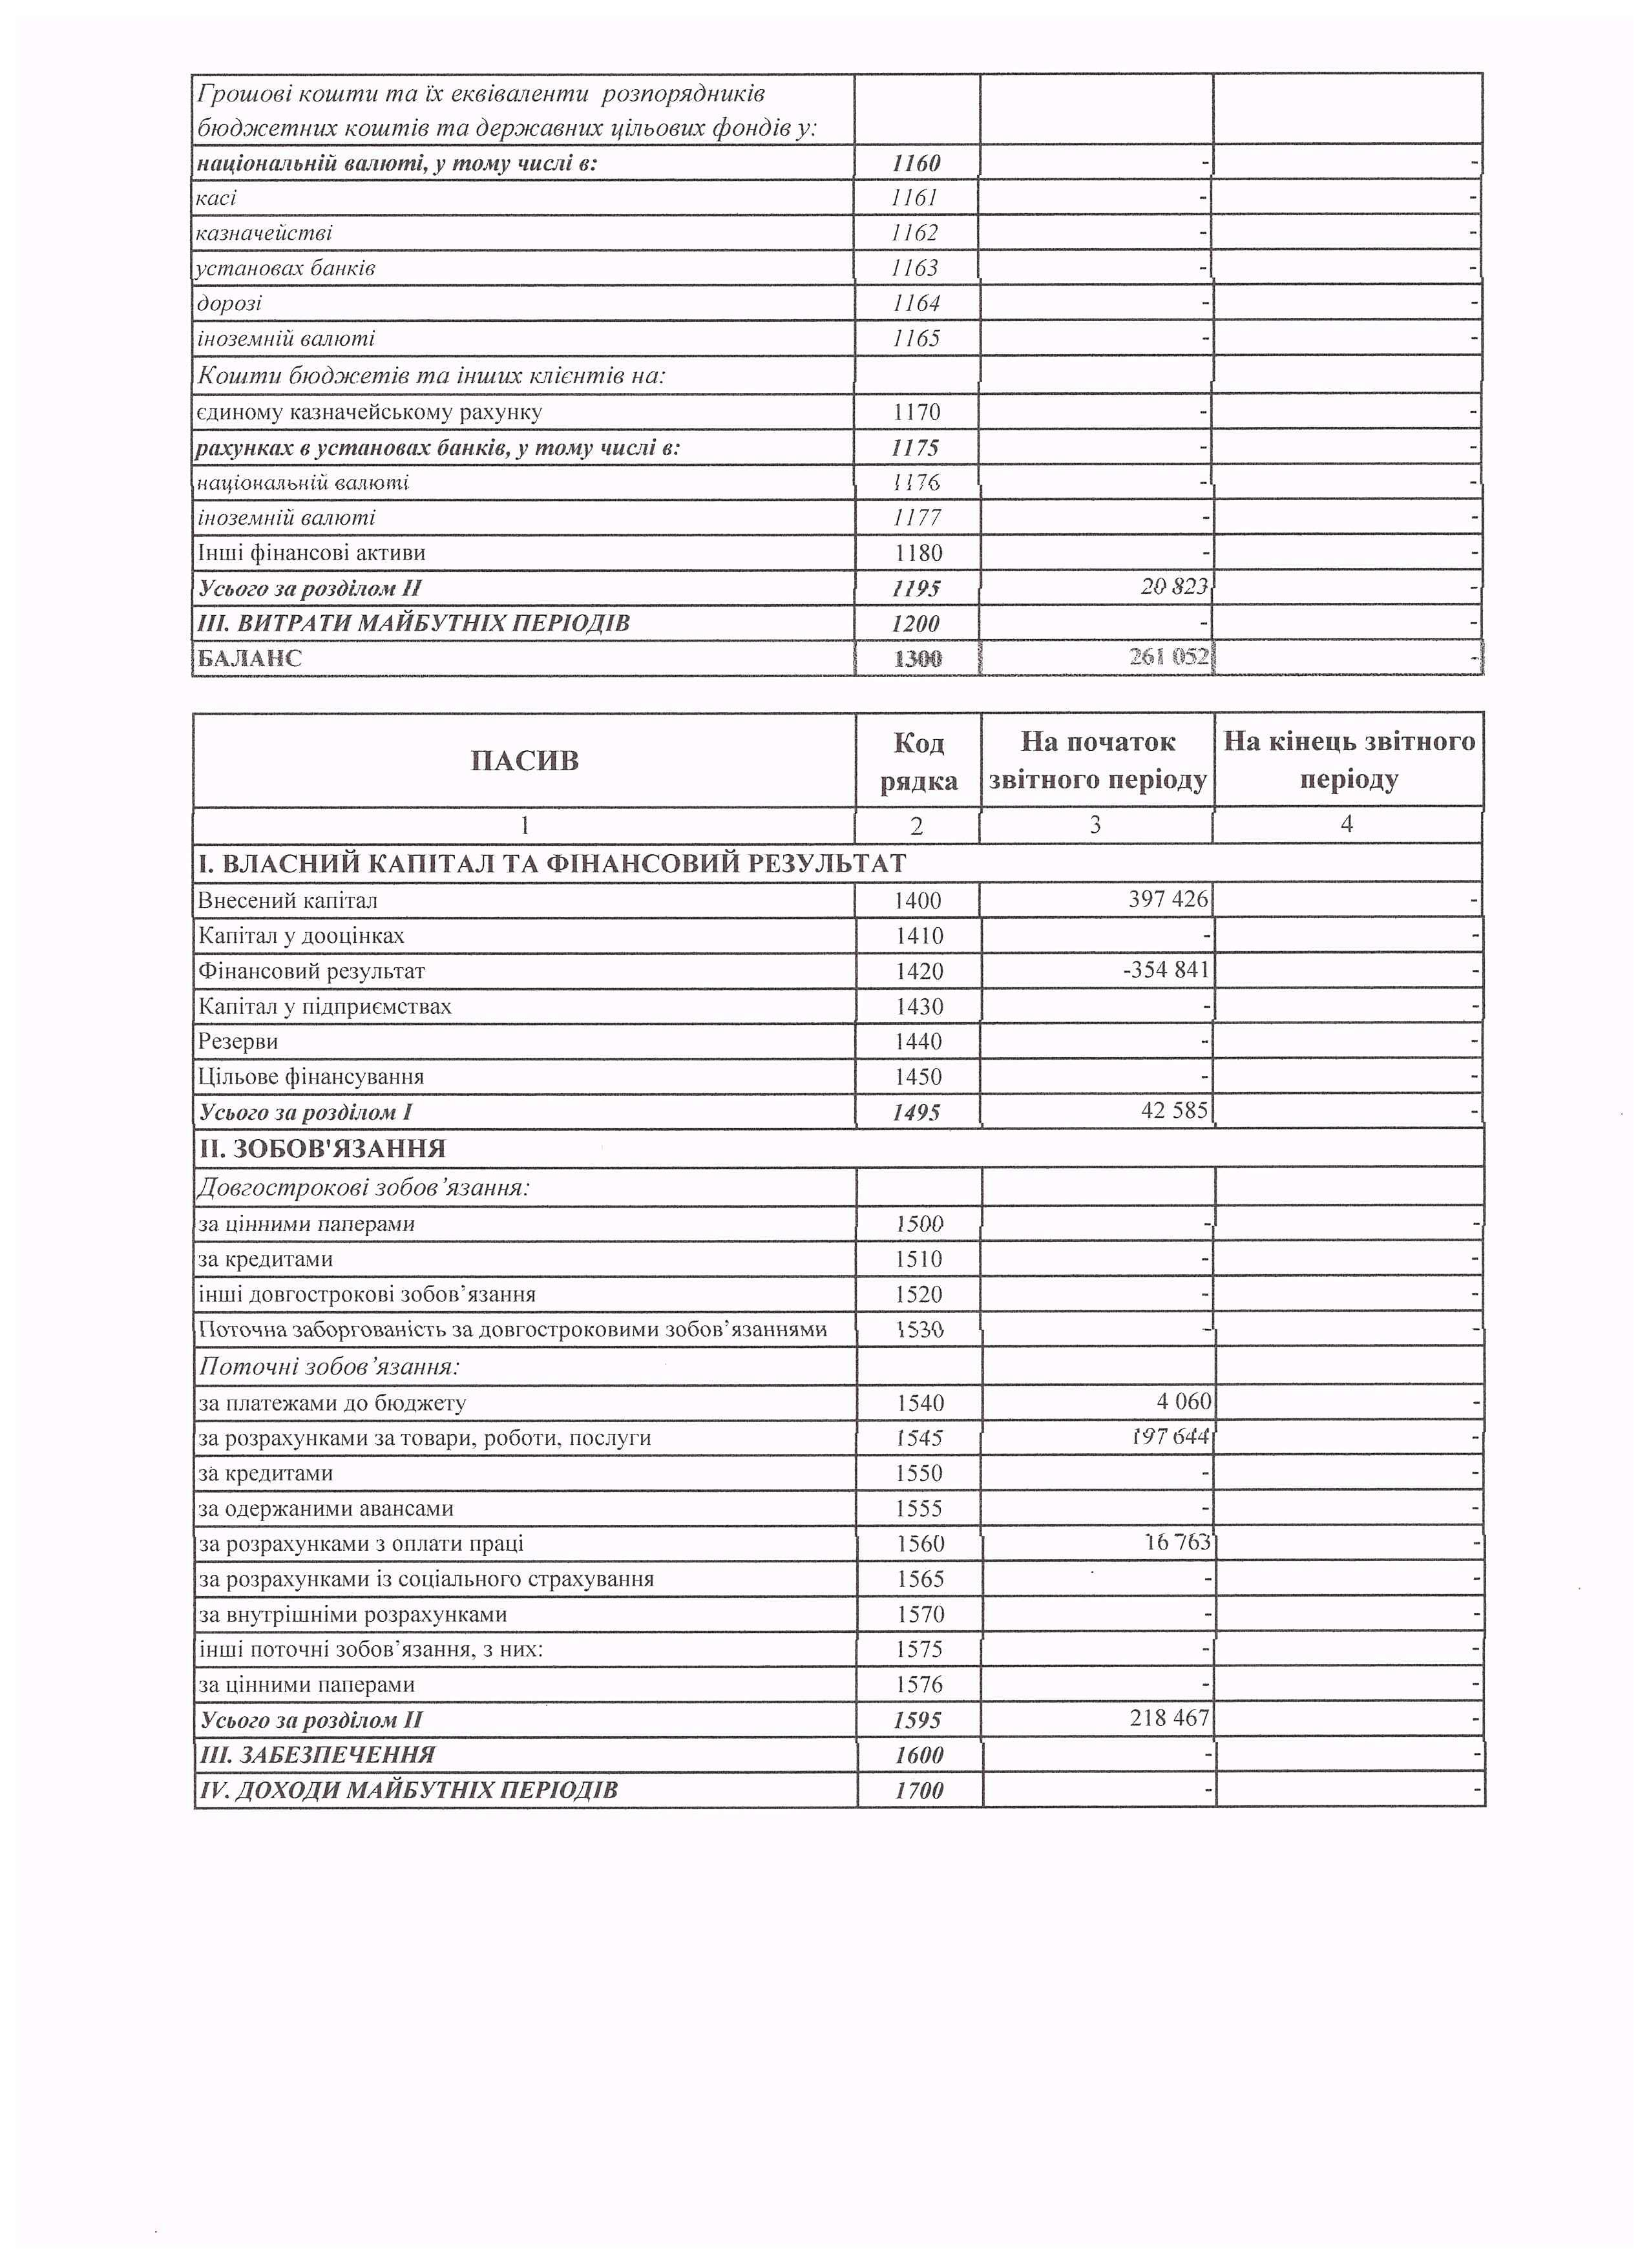 Грошові кошти та їх еквіваленти розпорядників
бюджетних коштів та державних цільових фондів у:
національній валюті, у тому числі в: 1160 - -
касі 1161 - -
казначействі 1162 - -
установах банків 1163 - -
дорозі 1164 - -
іноземній валюті 1165 - -
Кошти бюджетів та інших клієнтів на:
єдиному казначейському рахунку 1170 - -
рахунках в установах банків, у тому числі в: 1175 - -
національній валюті 1176 - -
іноземній валюті 1177 - -
Інші фінансові активи 1180 - -
Усього за розділом ІІ 1195 20 823 -
ІІІ. ВИТРАТИ МАЙБУТНІХ ПЕРІОДІВ 1200 - -
БАЛАНС 1300 261 052 -
ПАСИВ Код рядка На початок звітного періоду На кінець звітного періоду
1 2 3 4
І. ВЛАСНИЙ КАПІТАЛ ТА ФІНАНСОВИЙ РЕЗУЛЬТАТ
Внесений капітал 1400 397 426 -
Капітал у дооцінках 1410 - -
Фінансовий результат 1420 -354 841 -
Капітал у підприємствах 1430 - -
Резерви 1440 - -
Цільове фінансування 1450 - -
Усього за розділом І 1495 42 585 -
ІІ. ЗОБОВ'ЯЗАННЯ
Довгострокові зобов’язання:
за цінними паперами 1500 - -
за кредитами 1510 - -
інші довгострокові зобов’язання 1520 - -
Поточна заборгованість за довгостроковими зобов’язаннями 1530 - -
Поточні зобов’язання:
за платежами до бюджету 1540 4 060 -
за розрахунками за товари, роботи, послуги 1545 197 644 -
за кредитами 1550 - -
за одержаними авансами 1555 - -
за розрахунками з оплати праці 1560 16 763 -
за розрахунками із соціального страхування 1565 - -
за внутрішніми розрахунками 1570 - -
інші поточні зобов’язання, з них: 1575 - -
за цінними паперами 1576 - -
Усього за розділом ІІ 1595 218 467 -
ІІІ. ЗАБЕЗПЕЧЕННЯ 1600 - -
IV. ДОХОДИ МАЙБУТНІХ ПЕРІОДІВ 1700 - -